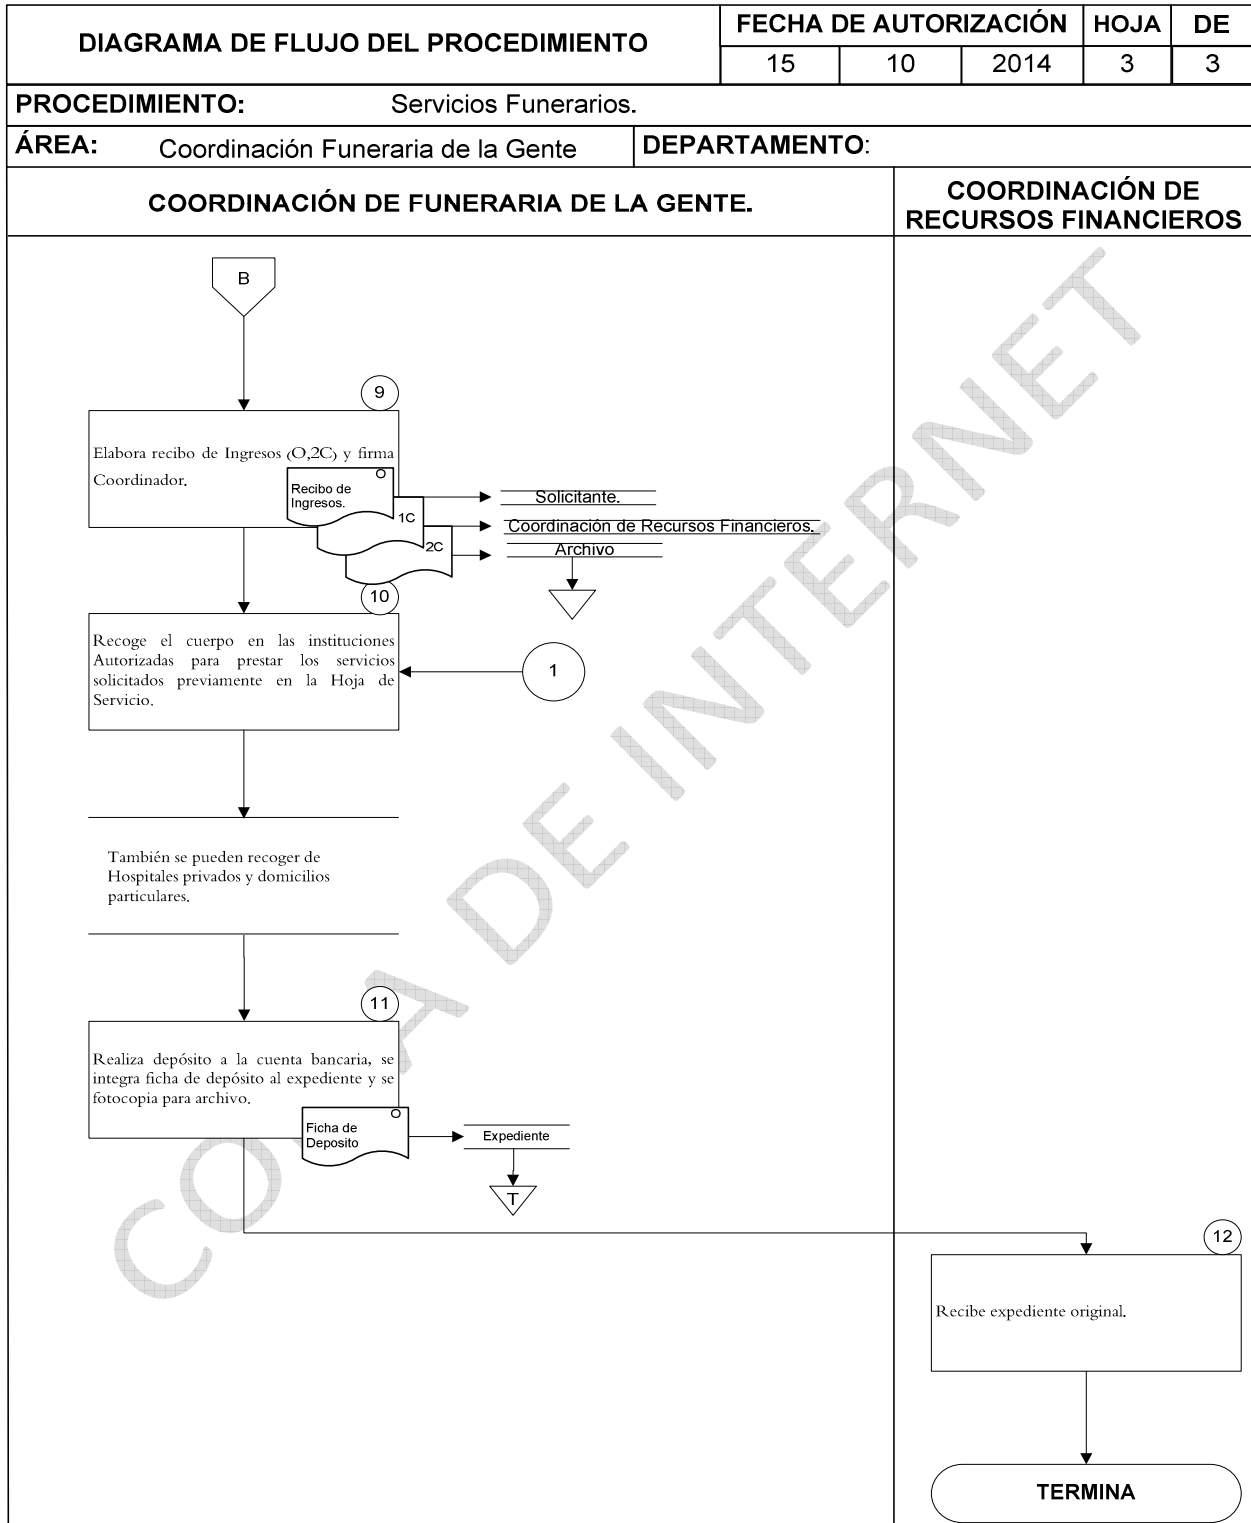 DIAGRAMA DE FLUJO DEL PROCEDIMIENTO
FECHA DE AUTORIZACIÓN
HOJA
DE
15
10
2014
3
3
PROCEDIMIENTO:
Servicios Funerarios.
ÁREA:
Coordinación Funeraria de la Gente
DEPARTAMENTO:
COORDINACIÓN DE FUNERARIA DE LA GENTE.
COORDINACIÓN DE
RECURSOS FINANCIEROS
B
9
Elabora recibo de Ingresos (O,2C) y firma
Coordinador.
O
Recibo de
Ingresos.
1C
2C
Solicitante.
Coordinación de Recursos Financieros.
Archivo
10
Recoge el cuerpo en las instituciones
Autorizadas para prestar los servicios
solicitados previamente en la Hoja de
Servicio.
1
También se pueden recoger de
Hospitales privados y domicilios
particulares.
11
Realiza depósito a la cuenta bancaria, se
integra ficha de depósito al expediente y se
fotocopia para archivo.
O
Ficha de
Deposito
Expediente
T
12
Recibe expediente original.
TERMINA
DE INTERNET